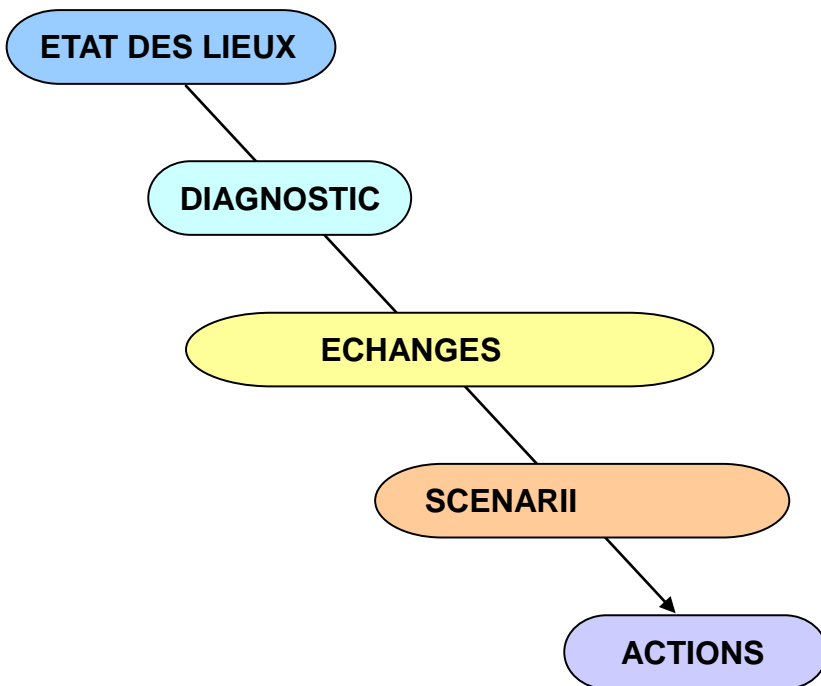 ETAT DES LIEUX
DIAGNOSTIC
ECHANGES
SCENARII
ACTIONS